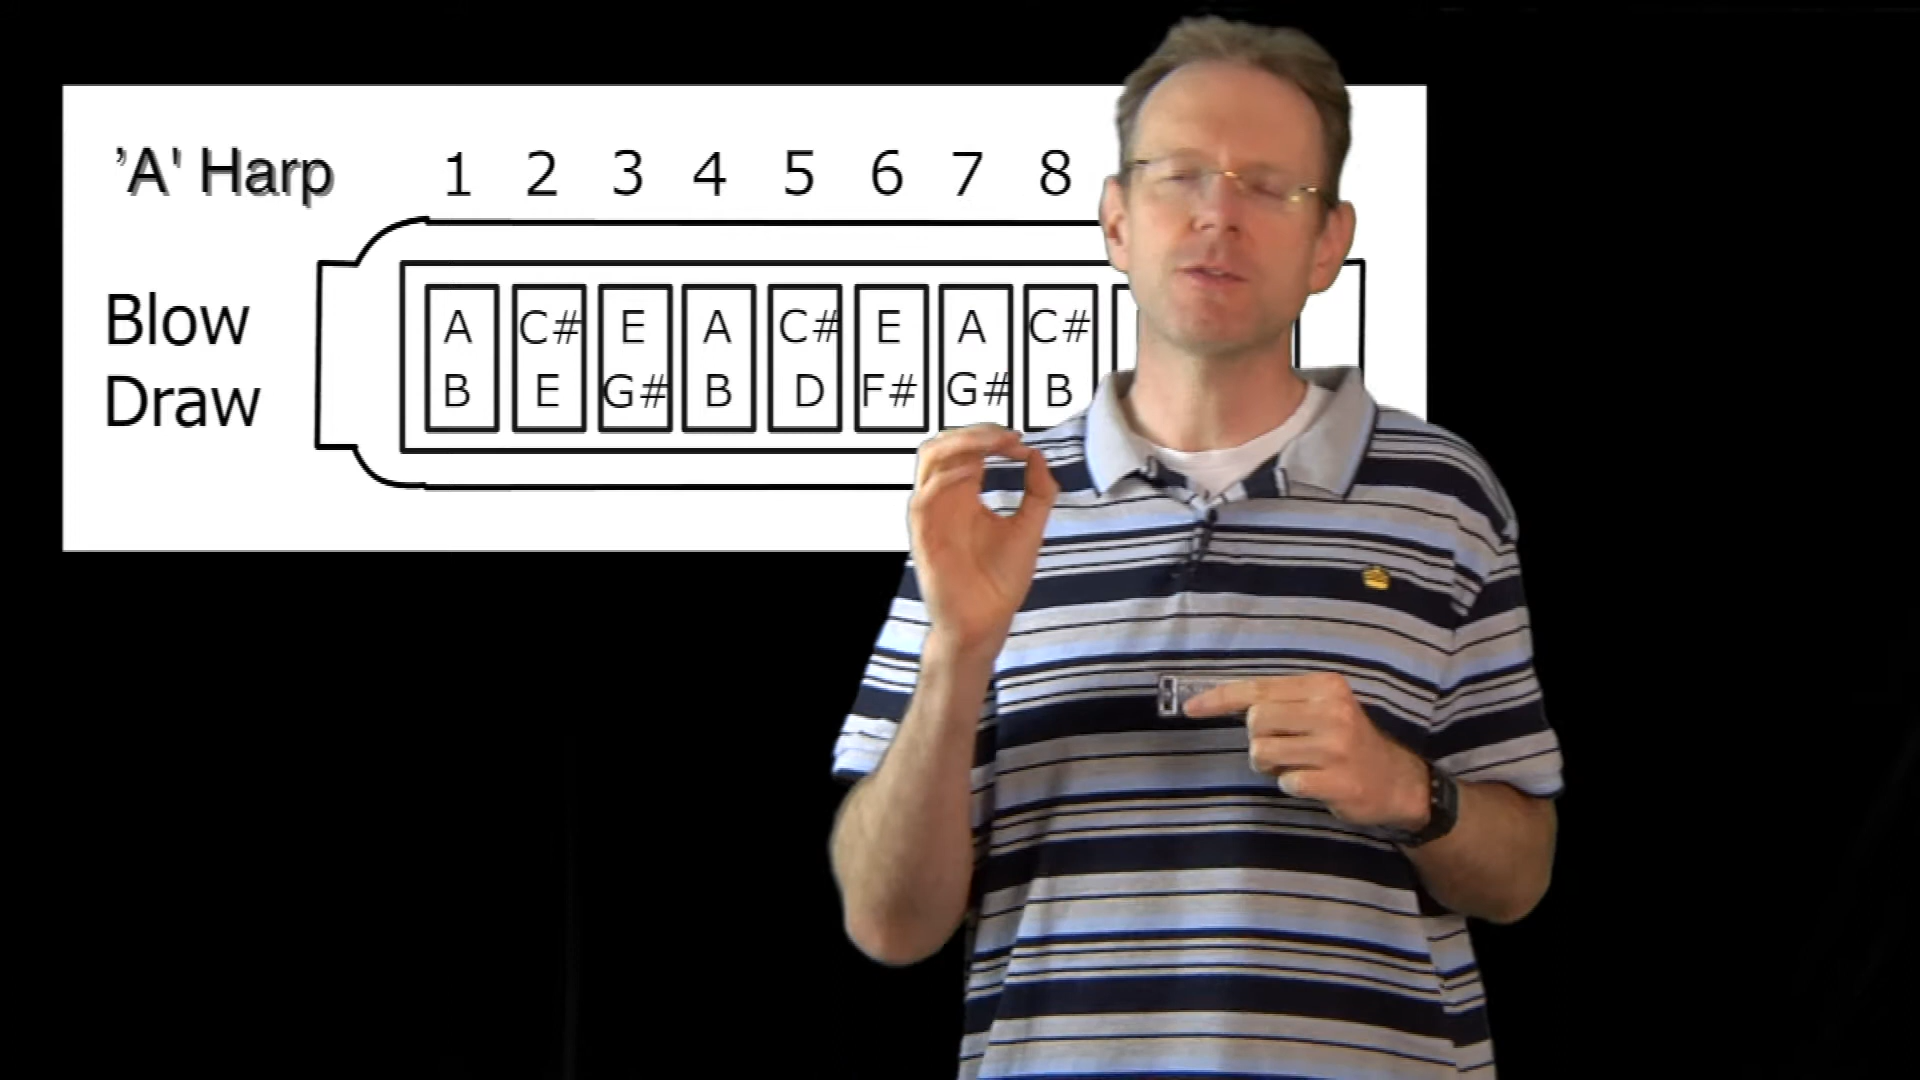 'A' Harp 1 2 3 4 5 6 7 8
Blow A C# E A C# E A C#
Draw B E G# B D F# G# B